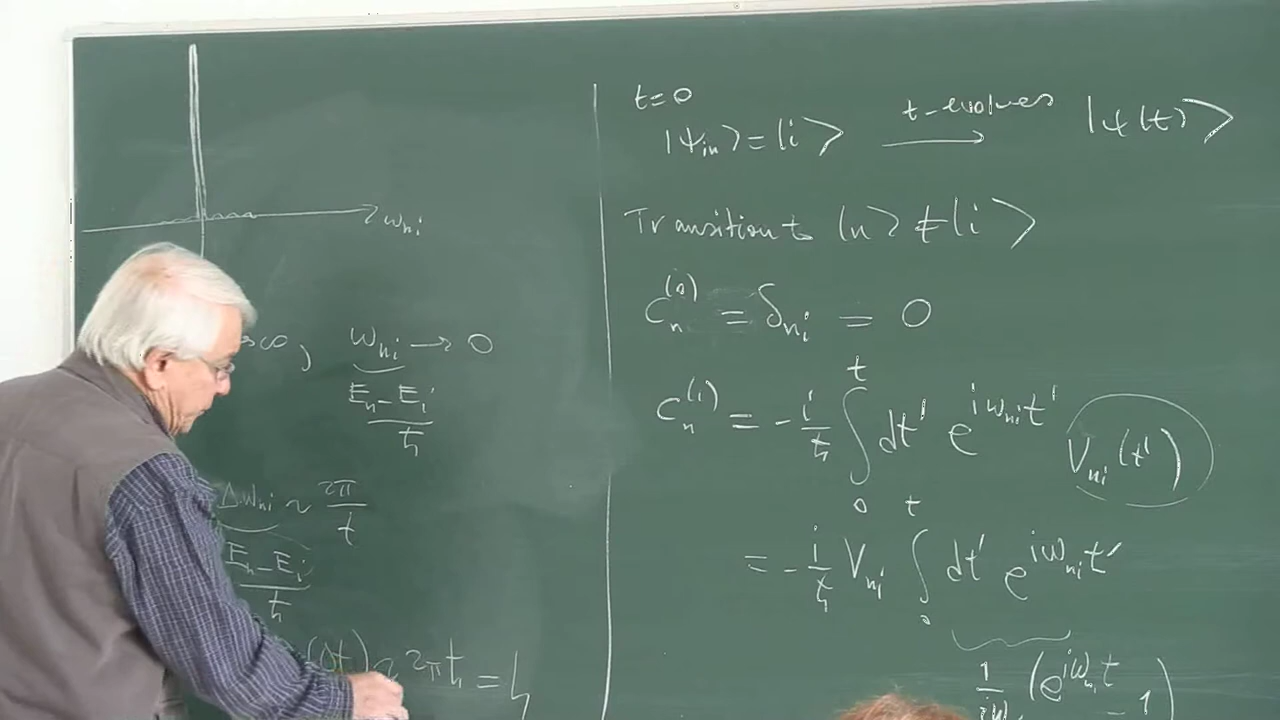 ω_ni
∞, ω_ni → 0
E_n - E_i / ħ
Δω_ni ~ 2π / t
E_n - E_i / ħ
(Δt) ~ 2πħ = h
t=0
|ψ_in> = |i> t-evolves → |ψ(t)>
Transition to |n> ≠ |i>
c_n^(0) = δ_ni = 0
c_n^(1) = - i/ħ ∫_0^t dt' e^{iω_ni t'} V_ni(t')
= - i/ħ V_ni ∫_0^t dt' e^{iω_ni t'}
1/iω (e^{iω_ni t} - 1)